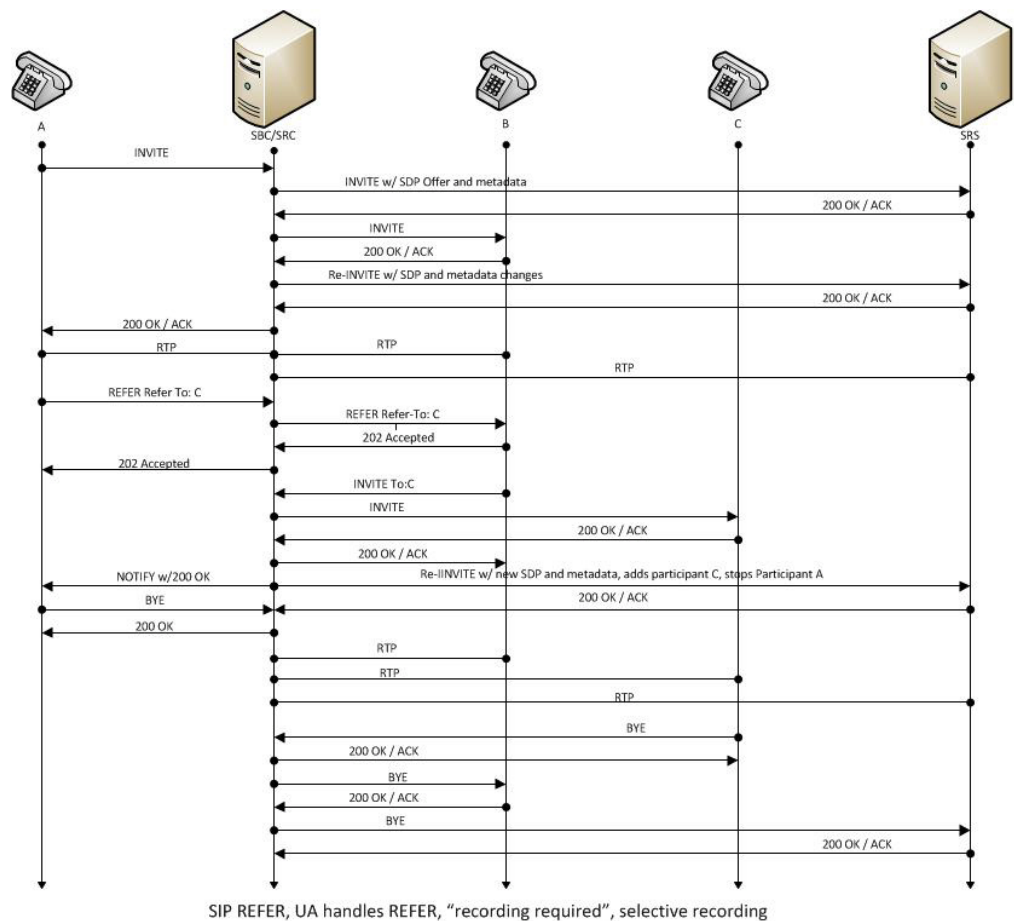 A
SBC/SRC
B
C
SRS
INVITE
INVITE w/ SDP Offer and metadata
200 OK / ACK
INVITE
200 OK / ACK
Re-INVITE w/ SDP and metadata changes
200 OK / ACK
200 OK / ACK
RTP
RTP
RTP
REFER Refer To: C
REFER Refer-To: C
202 Accepted
202 Accepted
INVITE To:C
INVITE
200 OK / ACK
200 OK / ACK
NOTIFY w/200 OK
Re-IINVITE w/ new SDP and metadata, adds participant C, stops Participant A
BYE
200 OK / ACK
200 OK
RTP
RTP
RTP
BYE
200 OK / ACK
BYE
200 OK / ACK
BYE
200 OK / ACK
SIP REFER, UA handles REFER, “recording required”, selective recording